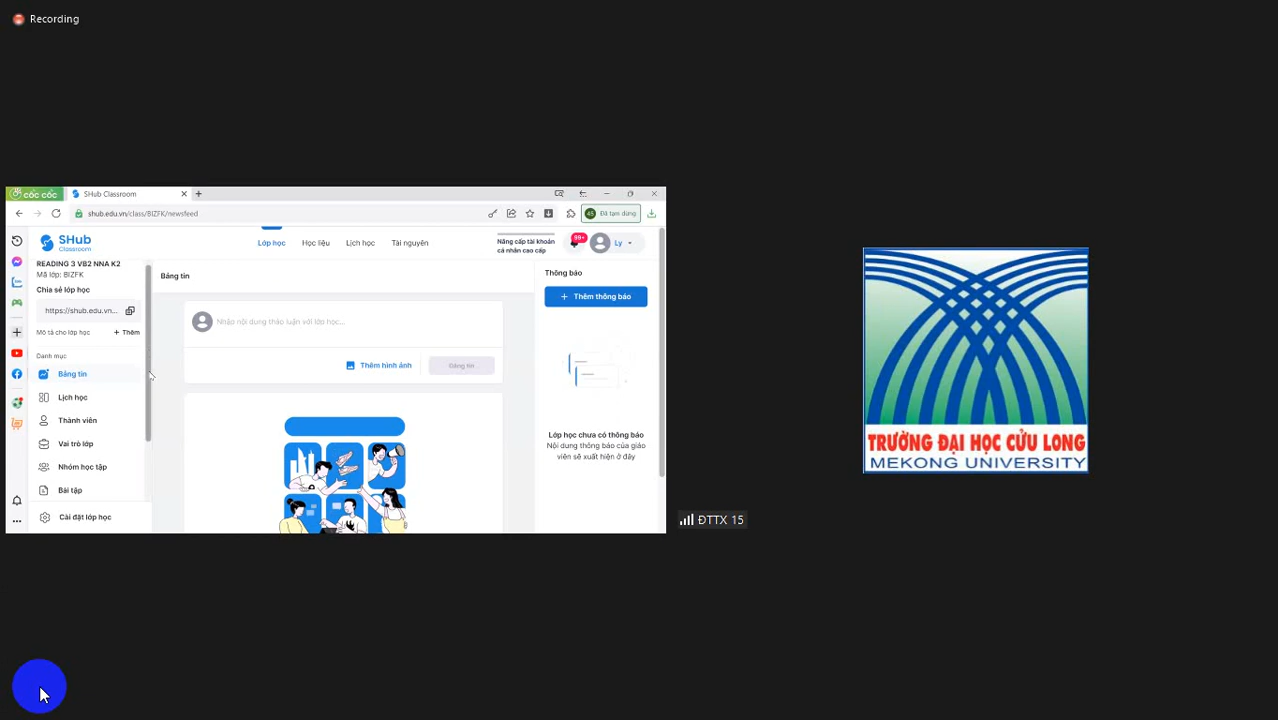 Recording
cốc cốc
SHub Classroom
shub.edu.vn/class/BIZFK/newsfeed
45
Đã tạm dừng
SHub
Classroom
Lớp học
Học liệu
Lịch học
Tài nguyên
Nâng cấp tài khoản
cá nhân cao cấp
99+
Ly
READING 3 VB2 NNA K2
Mã lớp: BIZFK
Chia sẻ lớp học
https://shub.edu.vn...
Mô tả cho lớp học
+ Thêm
Danh mục
Bảng tin
Lịch học
Thành viên
Vai trò lớp
Nhóm học tập
Bài tập
Cài đặt lớp học
Bảng tin
Nhập nội dung thảo luận với lớp học...
Thêm hình ảnh
Đăng tin
Thông báo
+ Thêm thông báo
Lớp học chưa có thông báo
Nội dung thông báo của giáo
viên sẽ xuất hiện ở đây
TRƯỜNG ĐẠI HỌC CỬU LONG
MEKONG UNIVERSITY
ĐTTX 15